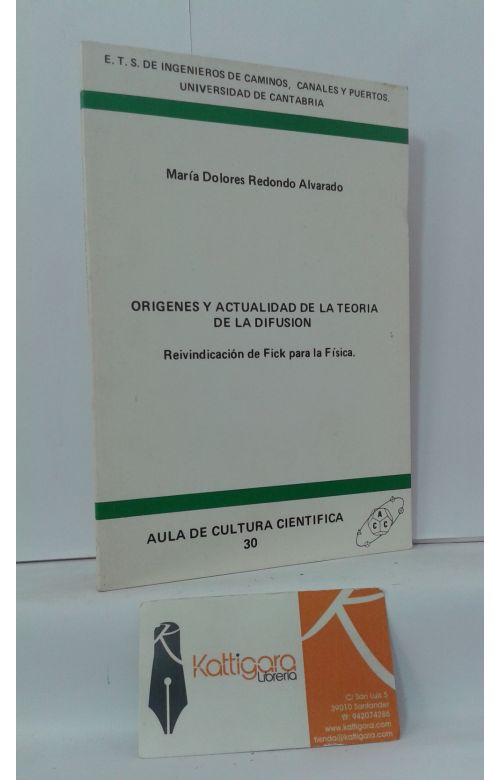 E. T. S. DE INGENIEROS DE CAMINOS, CANALES Y PUERTOS.
UNIVERSIDAD DE CANTABRIA
María Dolores Redondo Alvarado
ORIGENES Y ACTUALIDAD DE LA TEORIA
DE LA DIFUSION
Reivindicación de Fick para la Física.
AULA DE CULTURA CIENTIFICA
30
A
C C
Kattigara
Librería
C/ San Luis 5
39010 Santander
☎: 942074286
www.kattigara.com
tienda@kattigara.com